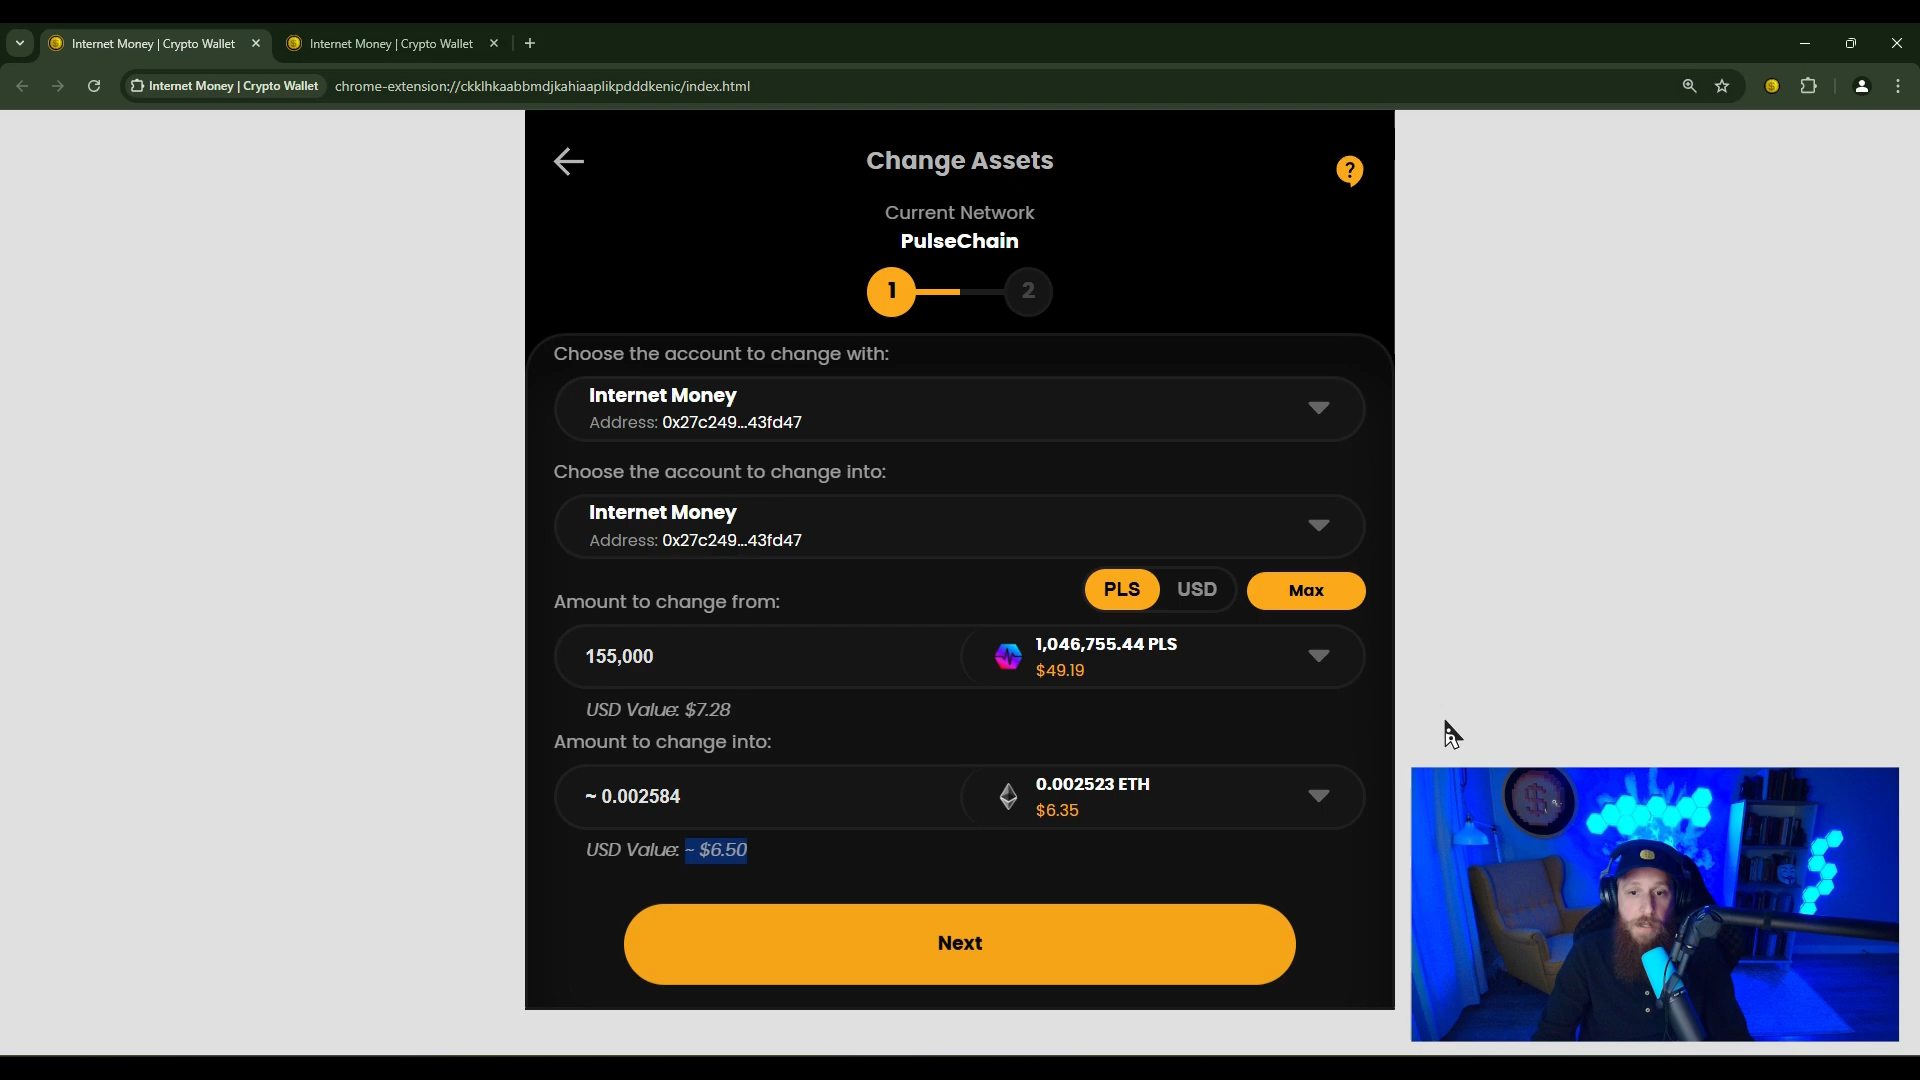 Internet Money | Crypto Wallet
Internet Money | Crypto Wallet
Internet Money | Crypto Wallet chrome-extension://ckklhkaabbmdjkahiaaplikpdddkenic/index.html
Change Assets
?
Current Network
PulseChain
1 2
Choose the account to change with:
Internet Money
Address: 0x27c249...43fd47
Choose the account to change into:
Internet Money
Address: 0x27c249...43fd47
PLS USD Max
Amount to change from:
155,000
1,046,755.44 PLS
$49.19
USD Value: $7.28
Amount to change into:
~ 0.002584
0.002523 ETH
$6.35
USD Value: ~ $6.50
Next